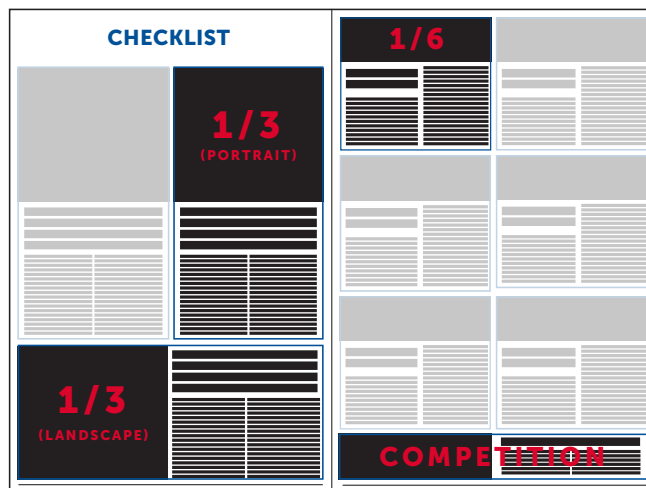 CHECKLIST
1/3
(PORTRAIT)
1/3
(LANDSCAPE)
1/6
COMPETITION